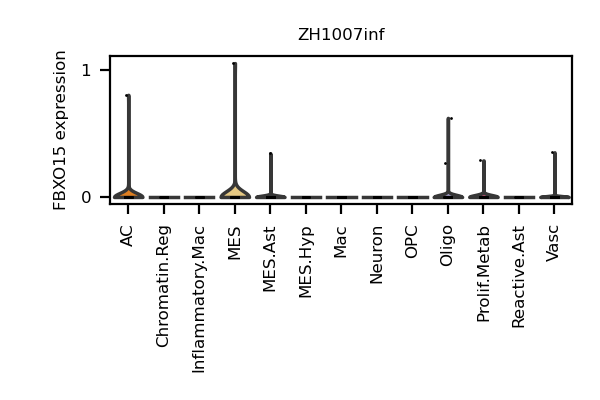 ZH1007inf
FBXO15 expression
1
0
AC
Chromatin.Reg
Inflammatory.Mac
MES
MES.Ast
MES.Hyp
Mac
Neuron
OPC
Oligo
Prolif.Metab
Reactive.Ast
Vasc